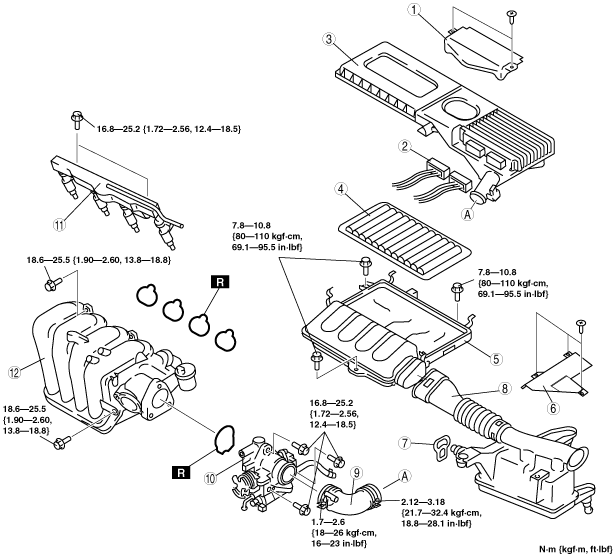 1
3
16.8—25.2 {1.72—2.56, 12.4—18.5}
2
A
4
11
7.8—10.8
{80—110 kgf·cm,
69.1—95.5 in·lbf}
18.6—25.5 {1.90—2.60, 13.8—18.8}
R
7.8—10.8
{80—110 kgf·cm,
69.1—95.5 in·lbf}
5
12
8
6
18.6—25.5
{1.90—2.60,
13.8—18.8}
16.8—25.2
{1.72—2.56,
12.4—18.5}
7
R
10
9
A
2.12—3.18
{21.7—32.4 kgf·cm,
18.8—28.1 in·lbf}
1.7—2.6
{18—26 kgf·cm,
16—23 in·lbf}
N·m {kgf·m, ft·lbf}